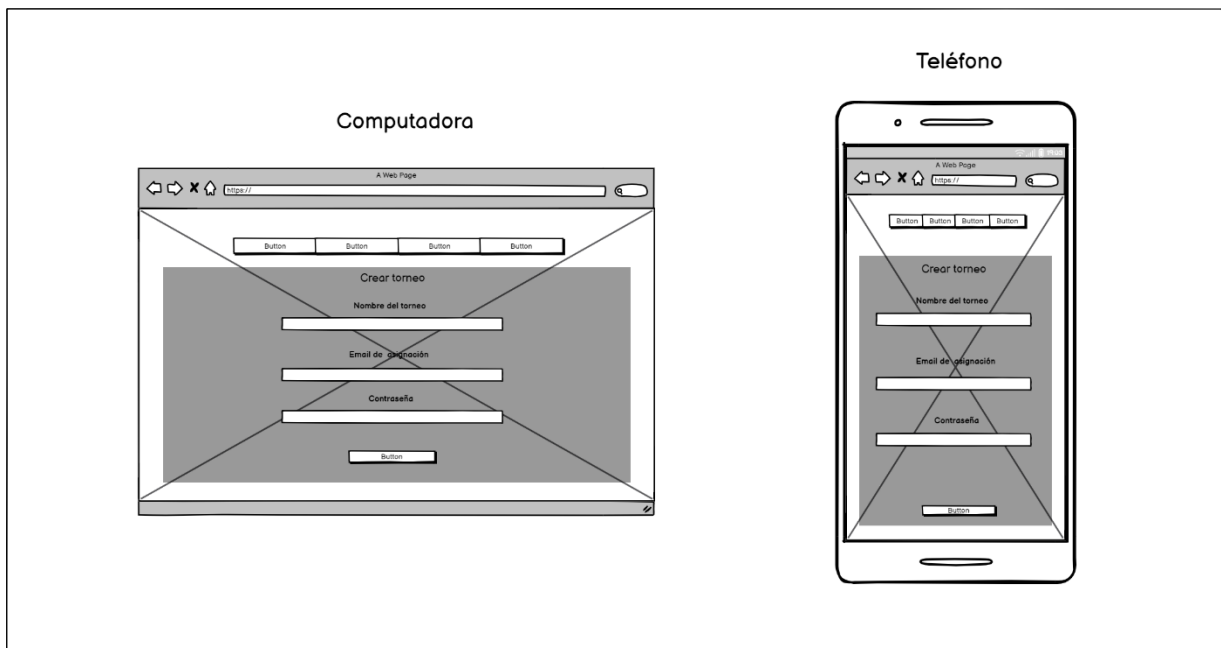 Computadora
A Web Page
https://
Button Button Button Button
Crear torneo
Nombre del torneo
Email de asignación
Contraseña
Button
Teléfono
A Web Page
https://
Button Button Button Button
Crear torneo
Nombre del torneo
Email de asignación
Contraseña
Button